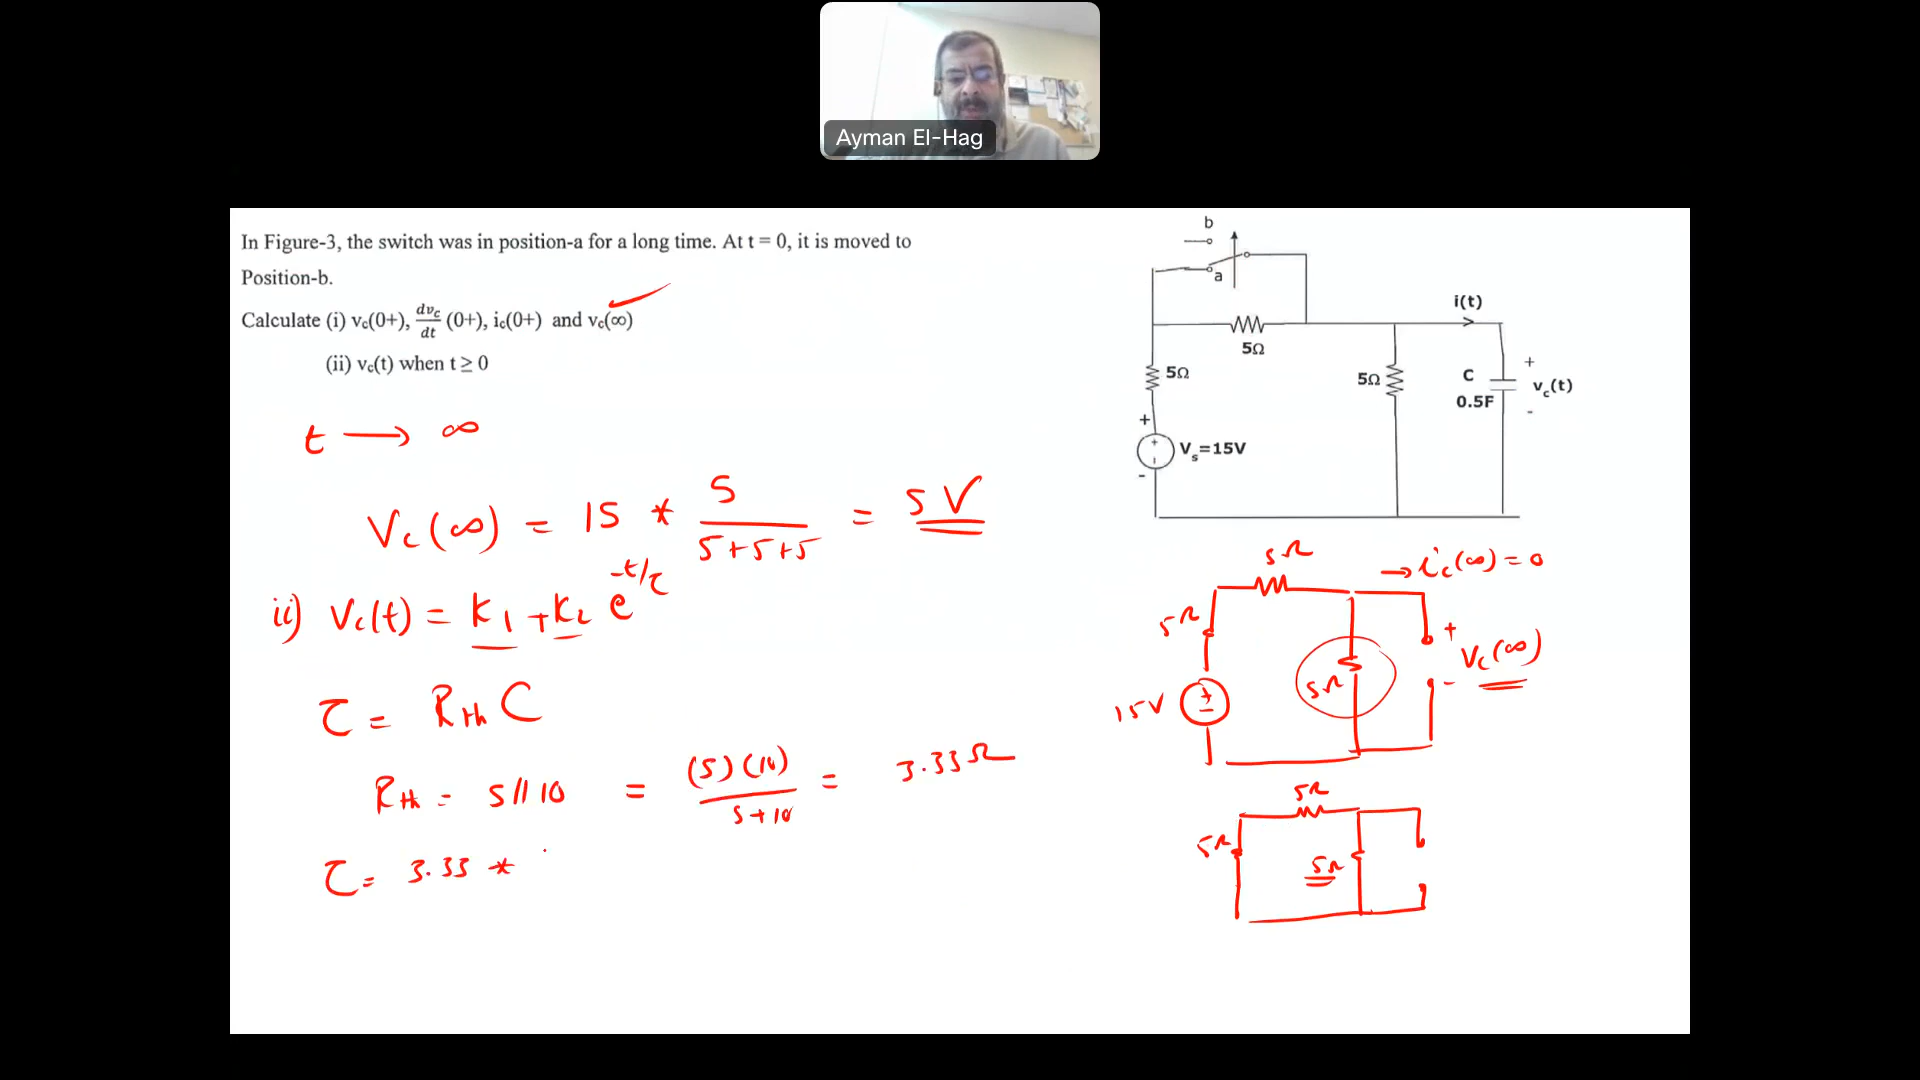 Ayman El-Hag
In Figure-3, the switch was in position-a for a long time. At t = 0, it is moved to
Position-b.
Calculate (i) vc(0+), dvc/dt (0+), ic(0+) and vc(∞)
(ii) vc(t) when t ≥ 0
t → ∞
Vc(∞) = 15 * 5/(5+5+5) = 5 V
ii) Vc(t) = K1 + K2 e^-t/τ
τ = Rth C
Rth = 5 // 10 = (5)(10)/(5+10) = 3.33 Ω
τ = 3.33 *
b
a
5Ω
i(t)
5Ω
5Ω
C
0.5F
+
vc(t)
-
+
Vs=15V
-
5Ω
→ ic(∞) = 0
5Ω
15V
+
-
5Ω
+
Vc(∞)
-
5Ω
5Ω
5Ω